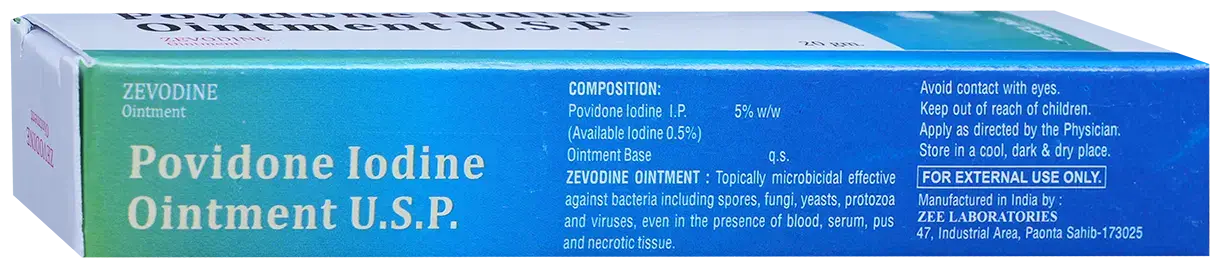 Povidone Iodine
Ointment U.S.P.
ZEVODINE
Ointment
20 gm.
ZEVODINE
Ointment
ZEVODINE
Ointment
Povidone Iodine
Ointment U.S.P.
COMPOSITION:
Povidone Iodine I.P. 5% w/w
(Available Iodine 0.5%)
Ointment Base q.s.
ZEVODINE OINTMENT : Topically microbicidal effective
against bacteria including spores, fungi, yeasts, protozoa
and viruses, even in the presence of blood, serum, pus
and necrotic tissue.
Avoid contact with eyes.
Keep out of reach of children.
Apply as directed by the Physician.
Store in a cool, dark & dry place.
FOR EXTERNAL USE ONLY.
Manufactured in India by :
ZEE LABORATORIES
47, Industrial Area, Paonta Sahib-173025